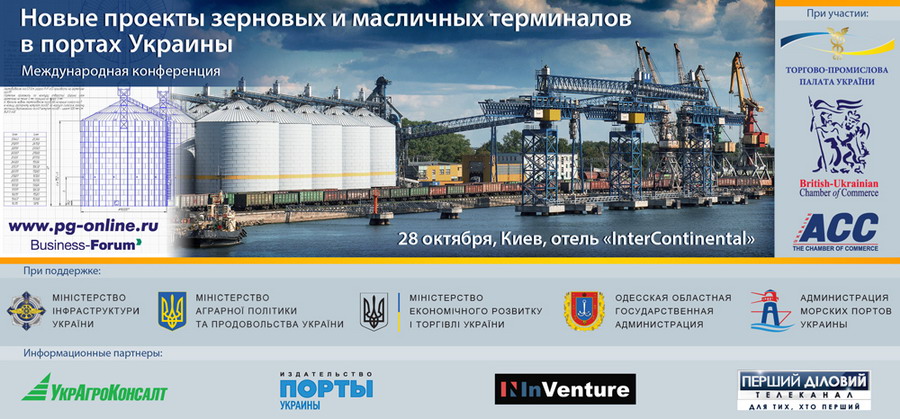 Новые проекты зерновых и масличных терминалов
в портах Украины
Международная конференция
www.pg-online.ru
Business-Forum
28 октября, Киев, отель «InterContinental»
При участии:
ТОРГОВО-ПРОМИСЛОВА
ПАЛАТА УКРАЇНИ
British-Ukrainian
Chamber of Commerce
ACC
THE CHAMBER OF COMMERCE
При поддержке:
МІНІСТЕРСТВО
ІНФРАСТРУКТУРИ
УКРАЇНИ
МІНІСТЕРСТВО
АГРАРНОЇ ПОЛІТИКИ
ТА ПРОДОВОЛЬСТВА УКРАЇНИ
МІНІСТЕРСТВО
ЕКОНОМІЧНОГО РОЗВИТКУ
І ТОРГІВЛІ УКРАЇНИ
ОДЕССКАЯ ОБЛАСТНАЯ
ГОСУДАРСТВЕННАЯ
АДМИНИСТРАЦИЯ
АДМИНИСТРАЦИЯ
МОРСКИХ ПОРТОВ
УКРАИНЫ
Информационные партнеры:
УКРАГРОКОНСАЛТ
ИЗДАТЕЛЬСТВО
ПОРТЫ
УКРАИНЫ
InVenture
ПЕРШИЙ ДІЛОВИЙ
ТЕЛЕКАНАЛ
ДЛЯ ТИХ, ХТО ПЕРШИЙ